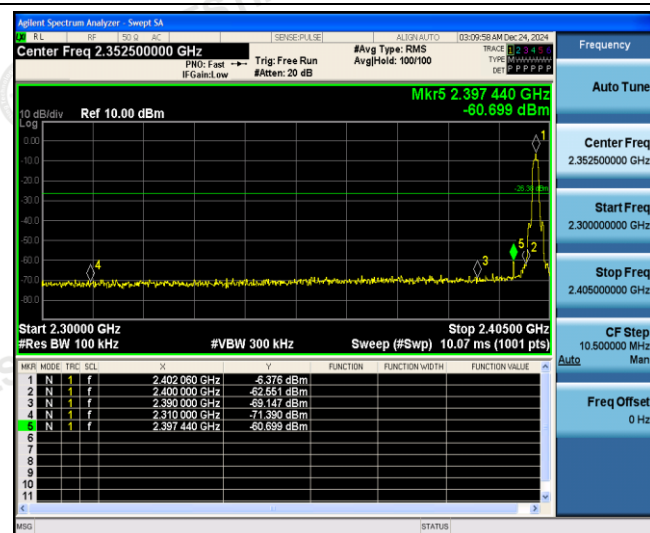 Agilent Spectrum Analyzer - Swept SA
RL RF 50 Ω AC SENSE:PULSE ALIGN AUTO 03:09:58 AM Dec 24, 2024
Center Freq 2.352500000 GHz
PNO: Fast
IFGain:Low
Trig: Free Run
#Atten: 20 dB
#Avg Type: RMS
Avg|Hold: 100/100
TRACE 1 2 3 4 5 6
TYPE M
DET P P P P P P
Mkr5 2.397 440 GHz
-60.699 dBm
10 dB/div Ref 10.00 dBm
Log
0.00
-10.0
-20.0
-30.0
-40.0
-50.0
-60.0
-70.0
-80.0
1
2
3
4
5
Start 2.30000 GHz
Stop 2.40500 GHz
#Res BW 100 kHz #VBW 300 kHz Sweep (#Swp) 10.07 ms (1001 pts)
MKR MODE TRC SCL X Y FUNCTION FUNCTION WIDTH FUNCTION VALUE
1 N 1 f 2.402 060 GHz -6.376 dBm
2 N 1 f 2.400 000 GHz -62.551 dBm
3 N 1 f 2.390 000 GHz -69.147 dBm
4 N 1 f 2.310 000 GHz -71.390 dBm
5 N 1 f 2.397 440 GHz -60.699 dBm
6
7
8
9
10
11
MSG STATUS
Frequency
Auto Tune
Center Freq
2.352500000 GHz
Start Freq
2.300000000 GHz
Stop Freq
2.405000000 GHz
CF Step
10.500000 MHz
Auto Man
Freq Offset
0 Hz